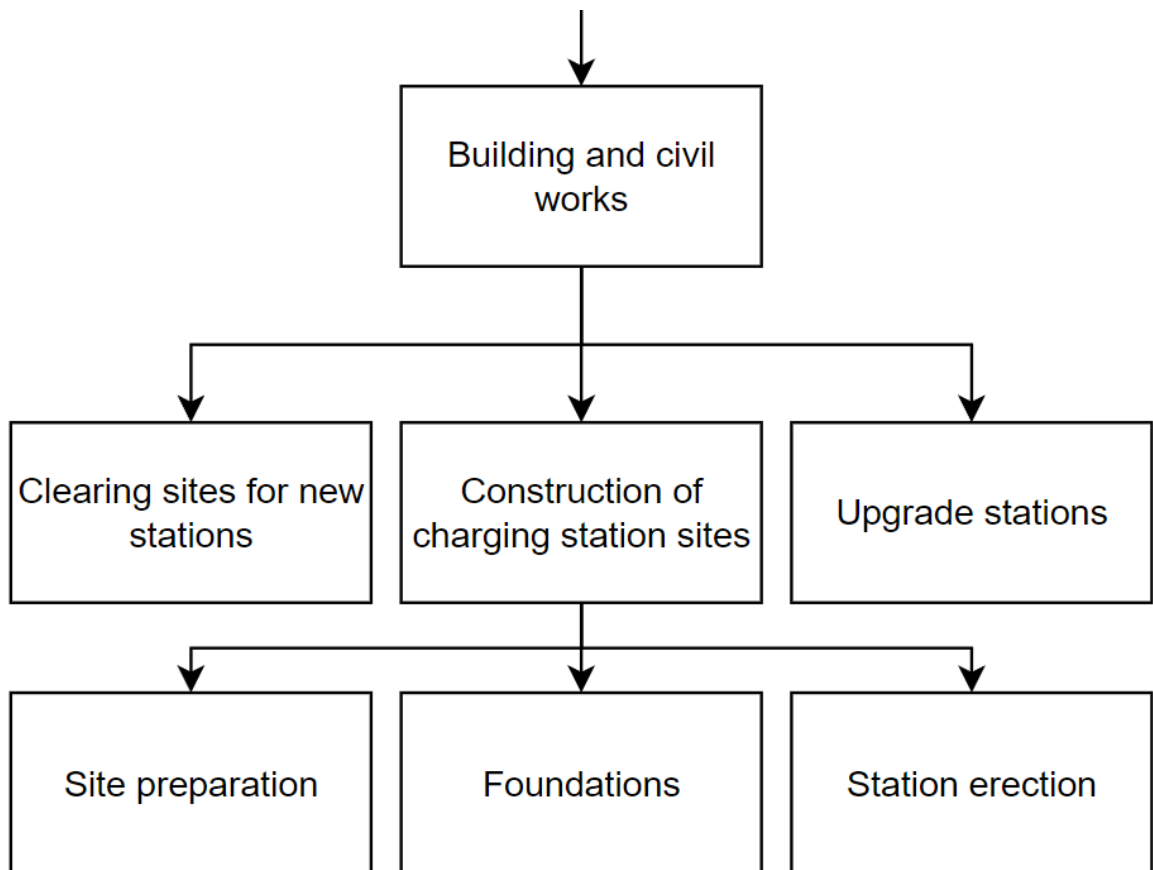 Building and civil
works
Clearing sites for new
stations
Construction of
charging station sites
Upgrade stations
Site preparation
Foundations
Station erection